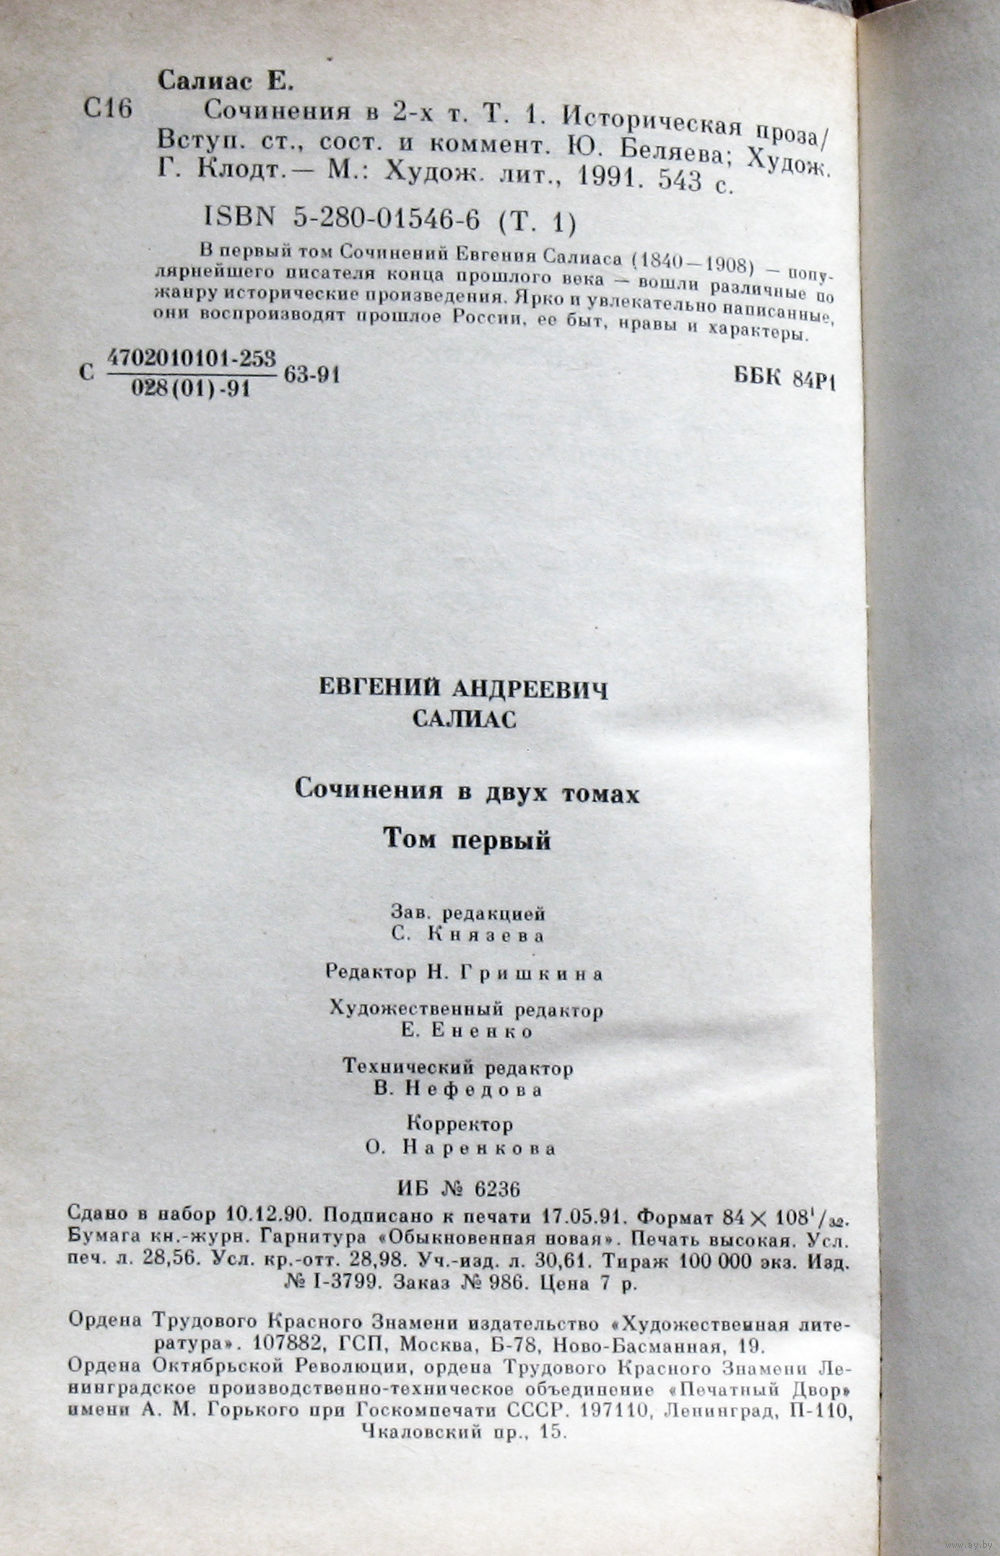 Салиас Е.
С16 Сочинения в 2-х т. Т. 1. Историческая проза/
Вступ. ст., сост. и коммент. Ю. Беляева; Худож.
Г. Клодт.— М.: Худож. лит., 1991. 543 с.
ISBN 5-280-01546-6 (Т. 1)
В первый том Сочинений Евгения Салиаса (1840—1908) — попу-
лярнейшего писателя конца прошлого века — вошли различные по
жанру исторические произведения. Ярко и увлекательно написанные,
они воспроизводят прошлое России, ее быт, нравы и характеры.
С 4702010101-253
028(01)-91 63-91
ББК 84Р1
ЕВГЕНИЙ АНДРЕЕВИЧ
САЛИАС
Сочинения в двух томах
Том первый
Зав. редакцией
С. Князева
Редактор Н. Гришкина
Художественный редактор
Е. Ененко
Технический редактор
В. Нефедова
Корректор
О. Наренкова
ИБ № 6236
Сдано в набор 10.12.90. Подписано к печати 17.05.91. Формат 84×108¹/₃₂.
Бумага кн.-журн. Гарнитура «Обыкновенная новая». Печать высокая. Усл.
печ. л. 28,56. Усл. кр.-отт. 28,98. Уч.-изд. л. 30,61. Тираж 100 000 экз. Изд.
№ I-3799. Заказ № 986. Цена 7 р.
Ордена Трудового Красного Знамени издательство «Художественная лите-
ратура». 107882, ГСП, Москва, Б-78, Ново-Басманная, 19.
Ордена Октябрьской Революции, ордена Трудового Красного Знамени Ле-
нинградское производственно-техническое объединение «Печатный Двор»
имени А. М. Горького при Госкомпечати СССР. 197110, Ленинград, П-110,
Чкаловский пр., 15.
www.ay.by